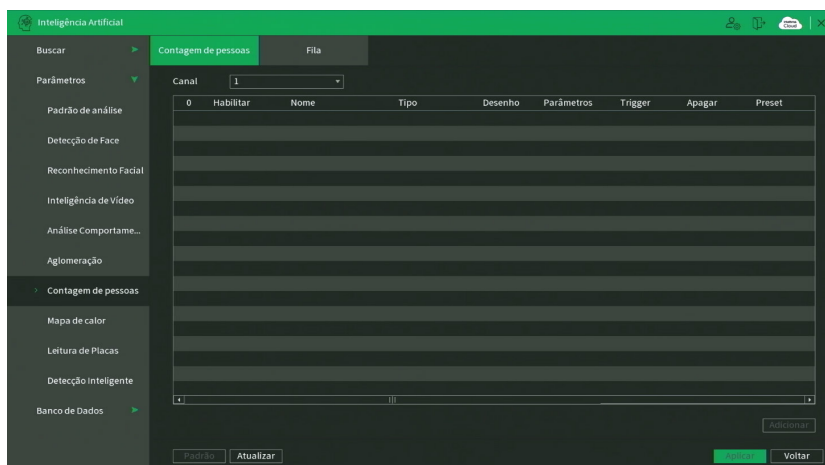 Inteligência Artificial
Buscar
Contagem de pessoas
Fila
Parâmetros
Canal
1
0 Habilitar Nome Tipo Desenho Parâmetros Trigger Apagar Preset
Padrão de análise
Detecção de Face
Reconhecimento Facial
Inteligência de Vídeo
Análise Comportame...
Aglomeração
Contagem de pessoas
Mapa de calor
Leitura de Placas
Detecção Inteligente
Banco de Dados
Adicionar
Padrão
Atualizar
Aplicar
Voltar